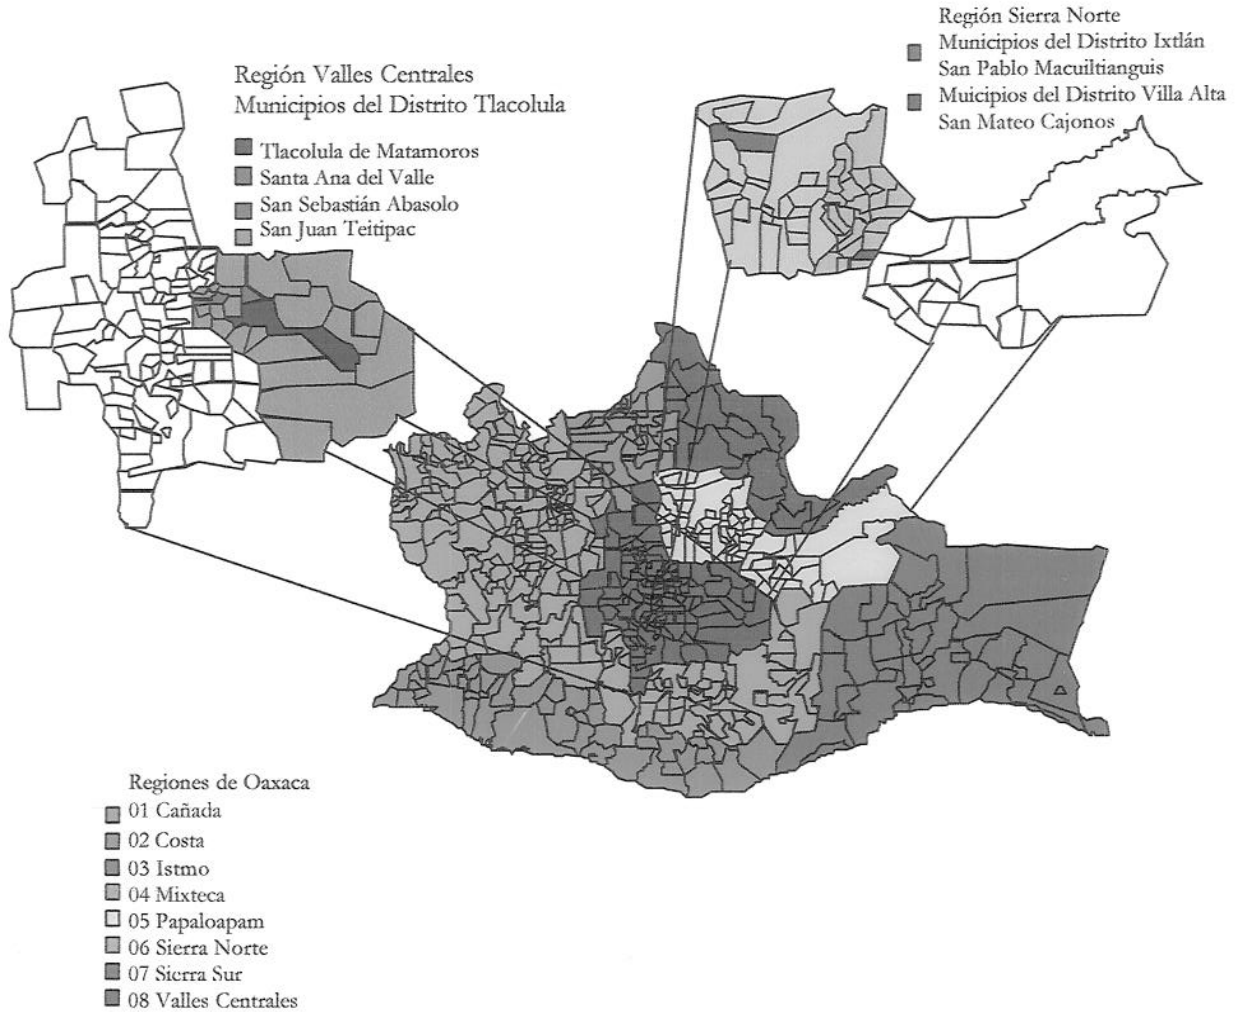 Región Valles Centrales
Municipios del Distrito Tlacolula
Tlacolula de Matamoros
Santa Ana del Valle
San Sebastián Abasolo
San Juan Teitipac
Región Sierra Norte
Municipios del Distrito Ixtlán
San Pablo Macuiltianguis
Muicipios del Distrito Villa Alta
San Mateo Cajonos
Regiones de Oaxaca
01 Cañada
02 Costa
03 Istmo
04 Mixteca
05 Papaloapam
06 Sierra Norte
07 Sierra Sur
08 Valles Centrales